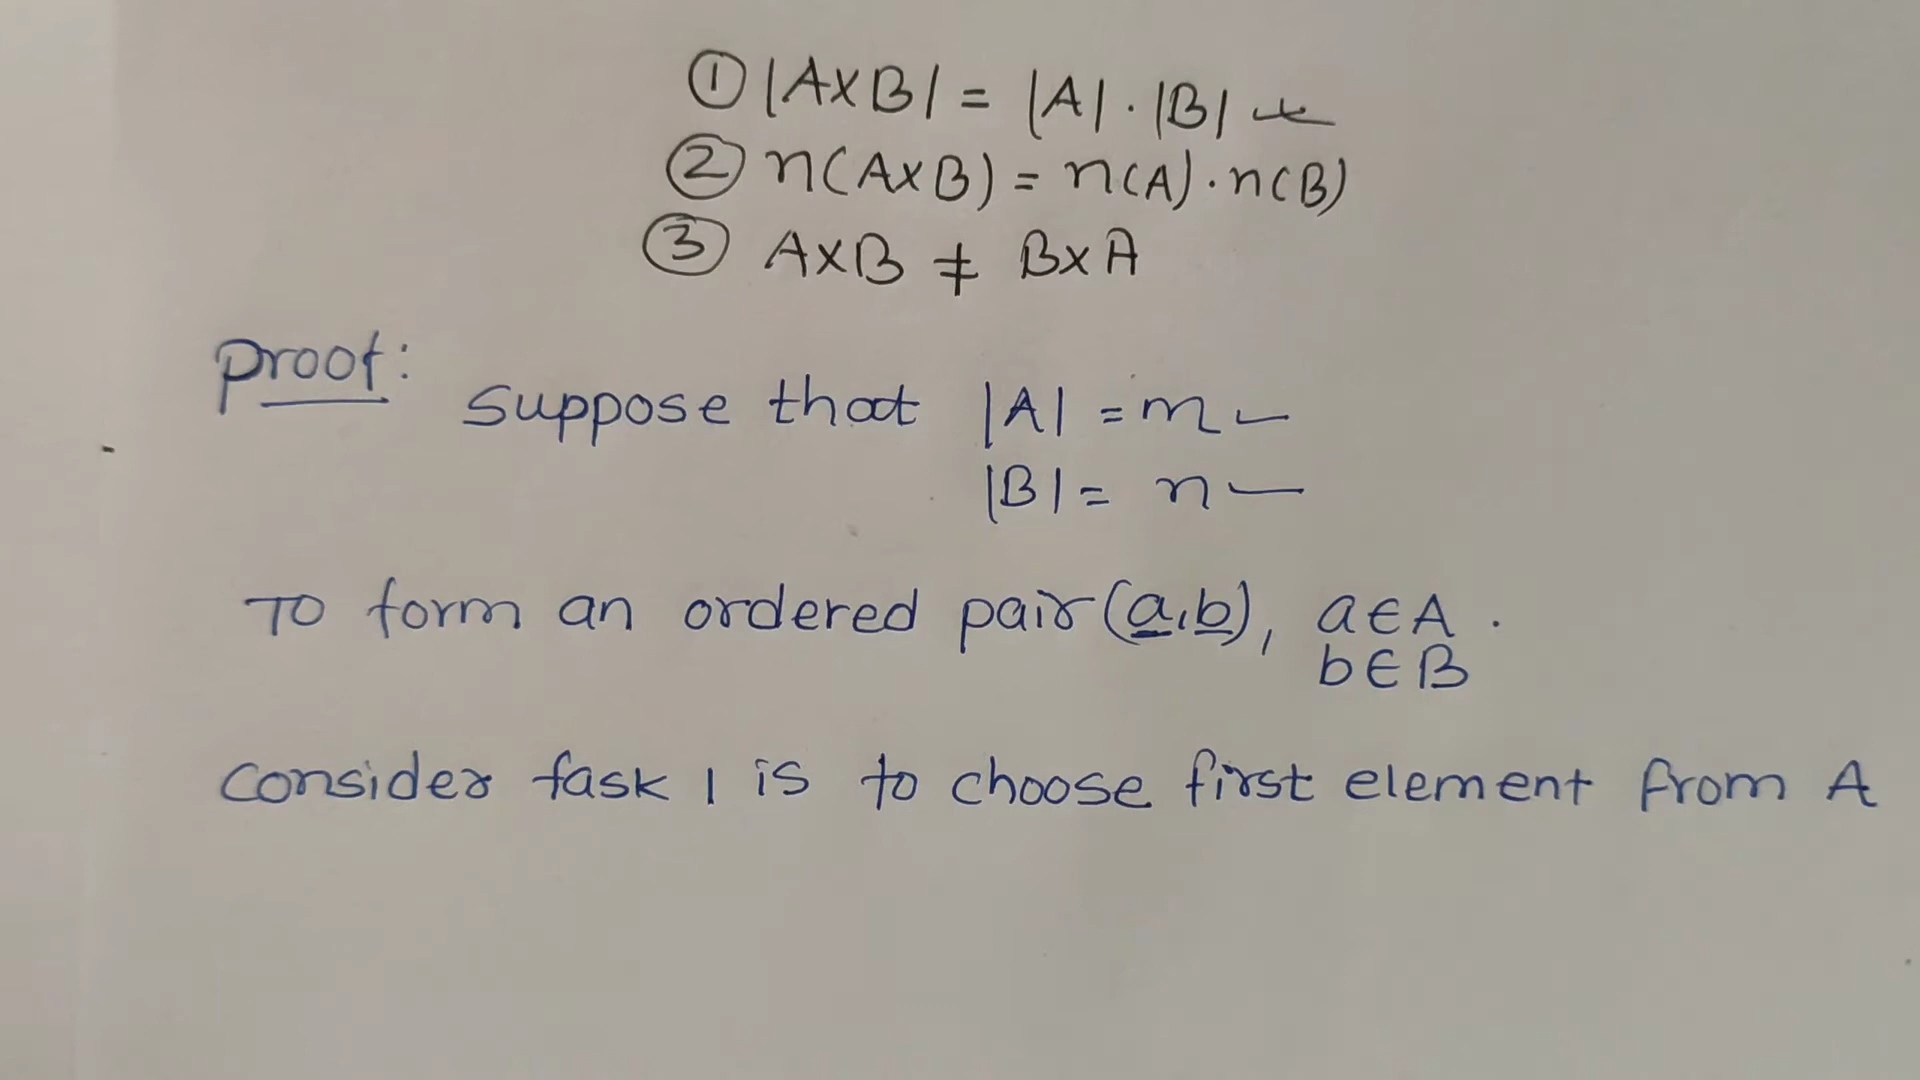 ① |A×B| = |A|·|B|
② n(A×B) = n(A)·n(B)
③ A×B ≠ B×A
Proof:
Suppose that |A| = m
|B| = n
To form an ordered pair (a,b), a∈A.
b∈B
Consider task 1 is to choose first element from A